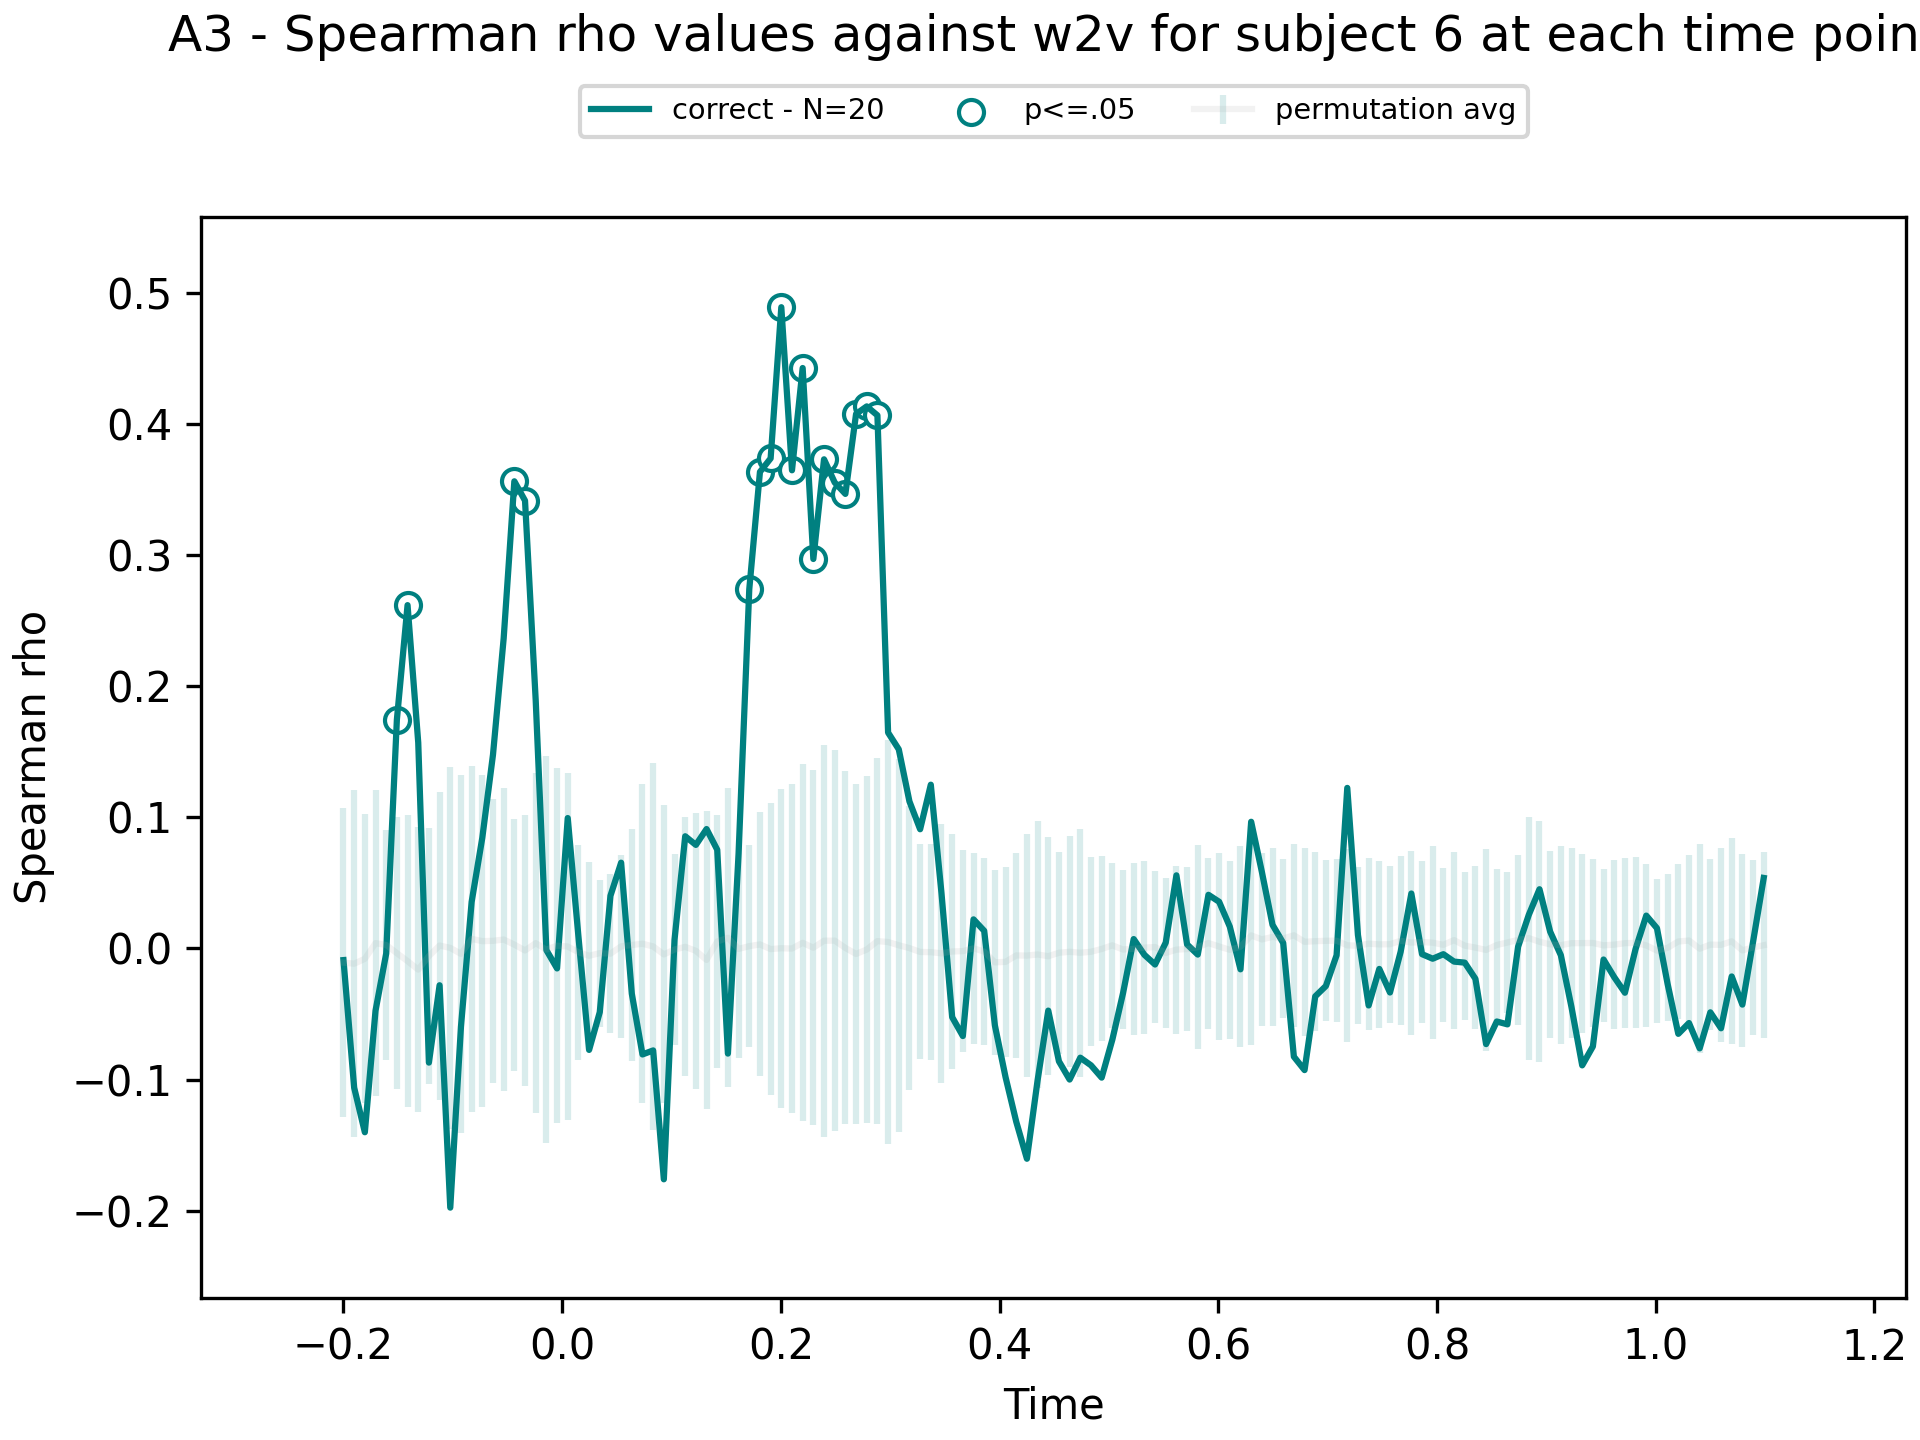 A3 - Spearman rho values against w2v for subject 6 at each time poin
correct - N=20 p<=.05 permutation avg
0.5
0.4
0.3
0.2
0.1
0.0
−0.1
−0.2
Spearman rho
−0.2 0.0 0.2 0.4 0.6 0.8 1.0 1.2
Time